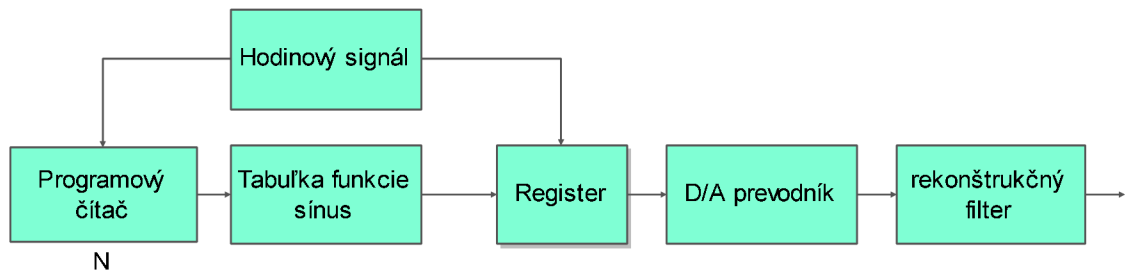 Hodinový signál
Programový
čítač
Tabuľka funkcie
sínus
Register
D/A prevodník
rekonštrukčný
filter
N